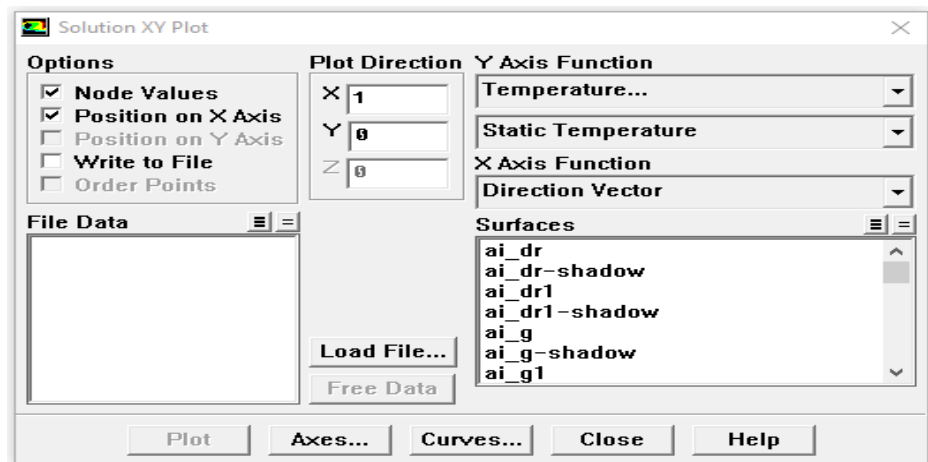 Solution XY Plot
Options
Node Values
Position on X Axis
Position on Y Axis
Write to File
Order Points
Plot Direction
X 1
Y 0
Z 0
Y Axis Function
Temperature...
Static Temperature
X Axis Function
Direction Vector
File Data
Load File...
Free Data
Surfaces
ai_dr
ai_dr-shadow
ai_dr1
ai_dr1-shadow
ai_g
ai_g-shadow
ai_g1
Plot Axes... Curves... Close Help